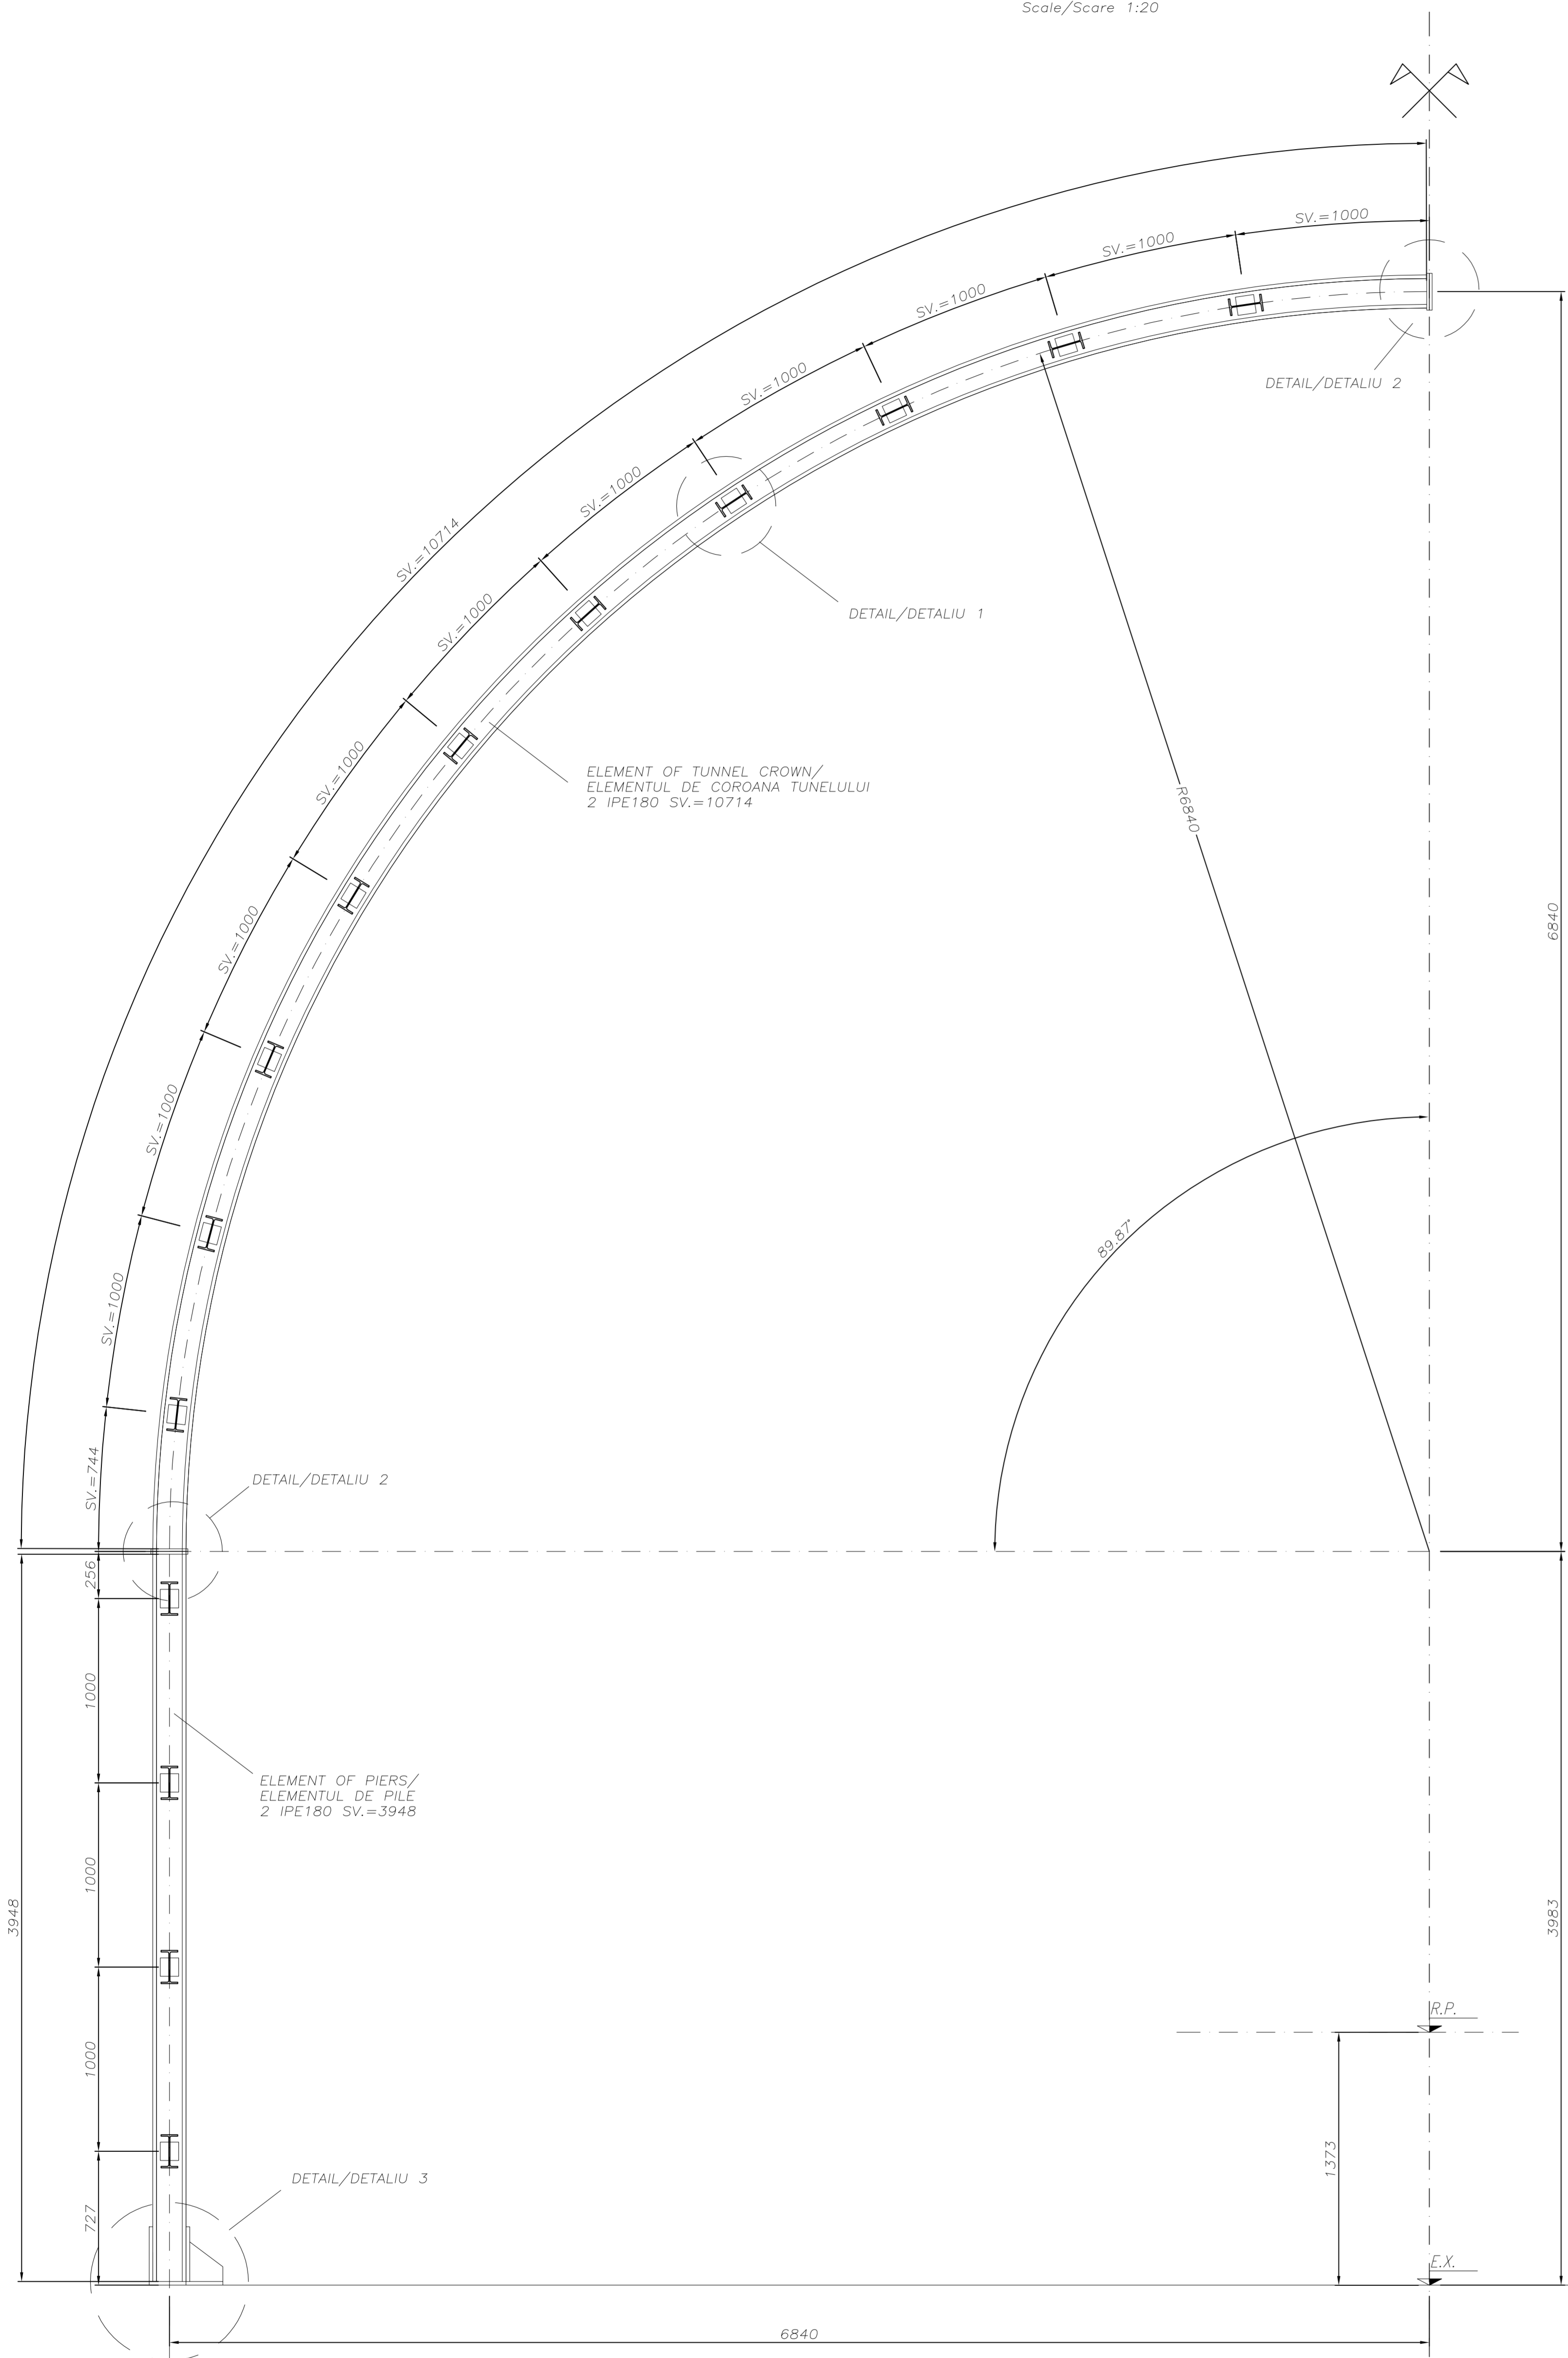 Scale/Scare 1:20
SV.=1000
SV.=1000
SV.=1000
SV.=1000
SV.=1000
SV.=1000
SV.=1000
SV.=1000
SV.=1000
SV.=1000
SV.=744
SV.=10714
DETAIL/DETALIU 2
DETAIL/DETALIU 1
ELEMENT OF TUNNEL CROWN/
ELEMENTUL DE COROANA TUNELULUI
2 IPE180 SV.=10714
R6840
6840
89.87°
DETAIL/DETALIU 2
256
1000
1000
1000
727
3948
ELEMENT OF PIERS/
ELEMENTUL DE PILE
2 IPE180 SV.=3948
3983
R.P.
1373
DETAIL/DETALIU 3
E.X.
6840